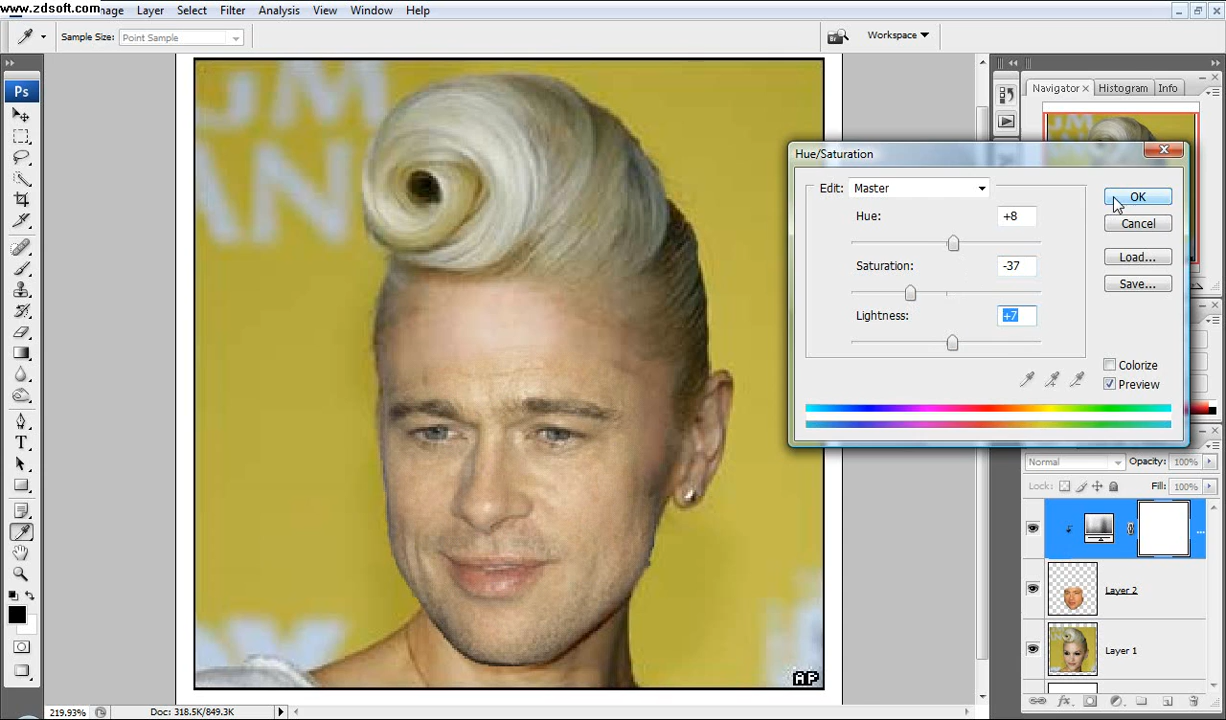 www.zdsoft.com
mage Layer Select Filter Analysis View Window Help
Sample Size: Point Sample
Workspace
Ps
Navigator × Histogram Info
Hue/Saturation
Edit: Master
OK
Hue: +8
Cancel
Saturation: -37
Load...
Save...
Lightness: +7
Colorize
Preview
Normal
Opacity: 100%
Lock:
Fill: 100%
...
Layer 2
Layer 1
AP
219.93%
Doc: 318.5K/849.3K